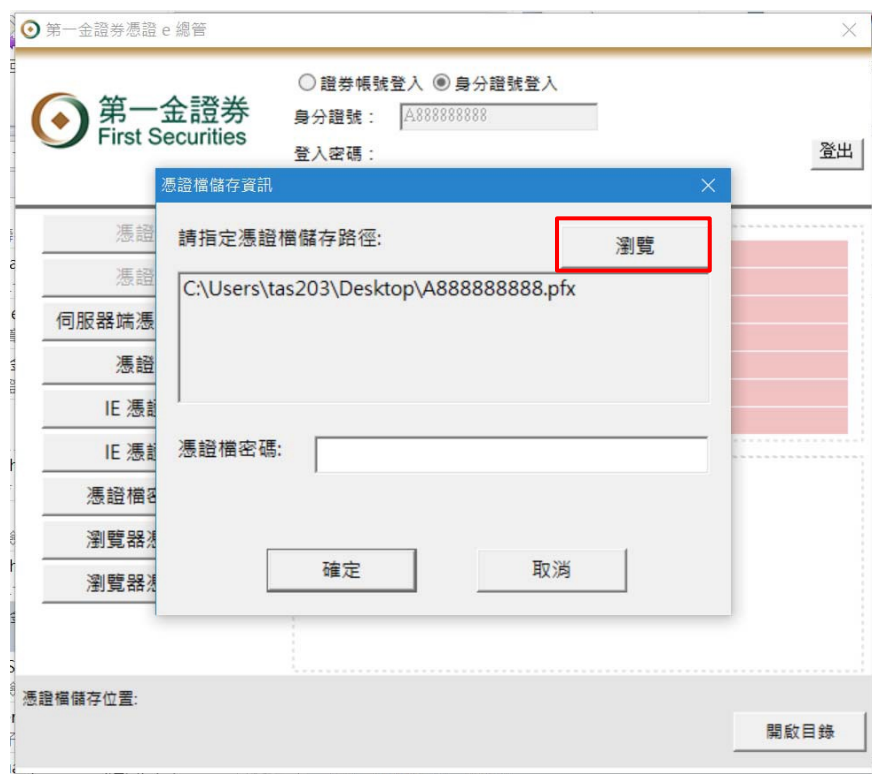 第一金證券憑證 e 總管
證券帳號登入 身分證號登入
第一金證券
First Securities
身分證號：
A888888888
登入密碼：
登出
憑證檔儲存資訊
請指定憑證檔儲存路徑:
瀏覽
C:\Users\tas203\Desktop\A888888888.pfx
憑證檔密碼:
確定
取消
憑證
憑證
伺服器端憑
憑證
IE 憑
IE 憑
憑證檔
瀏覽器
瀏覽器
憑證檔儲存位置:
開啟目錄